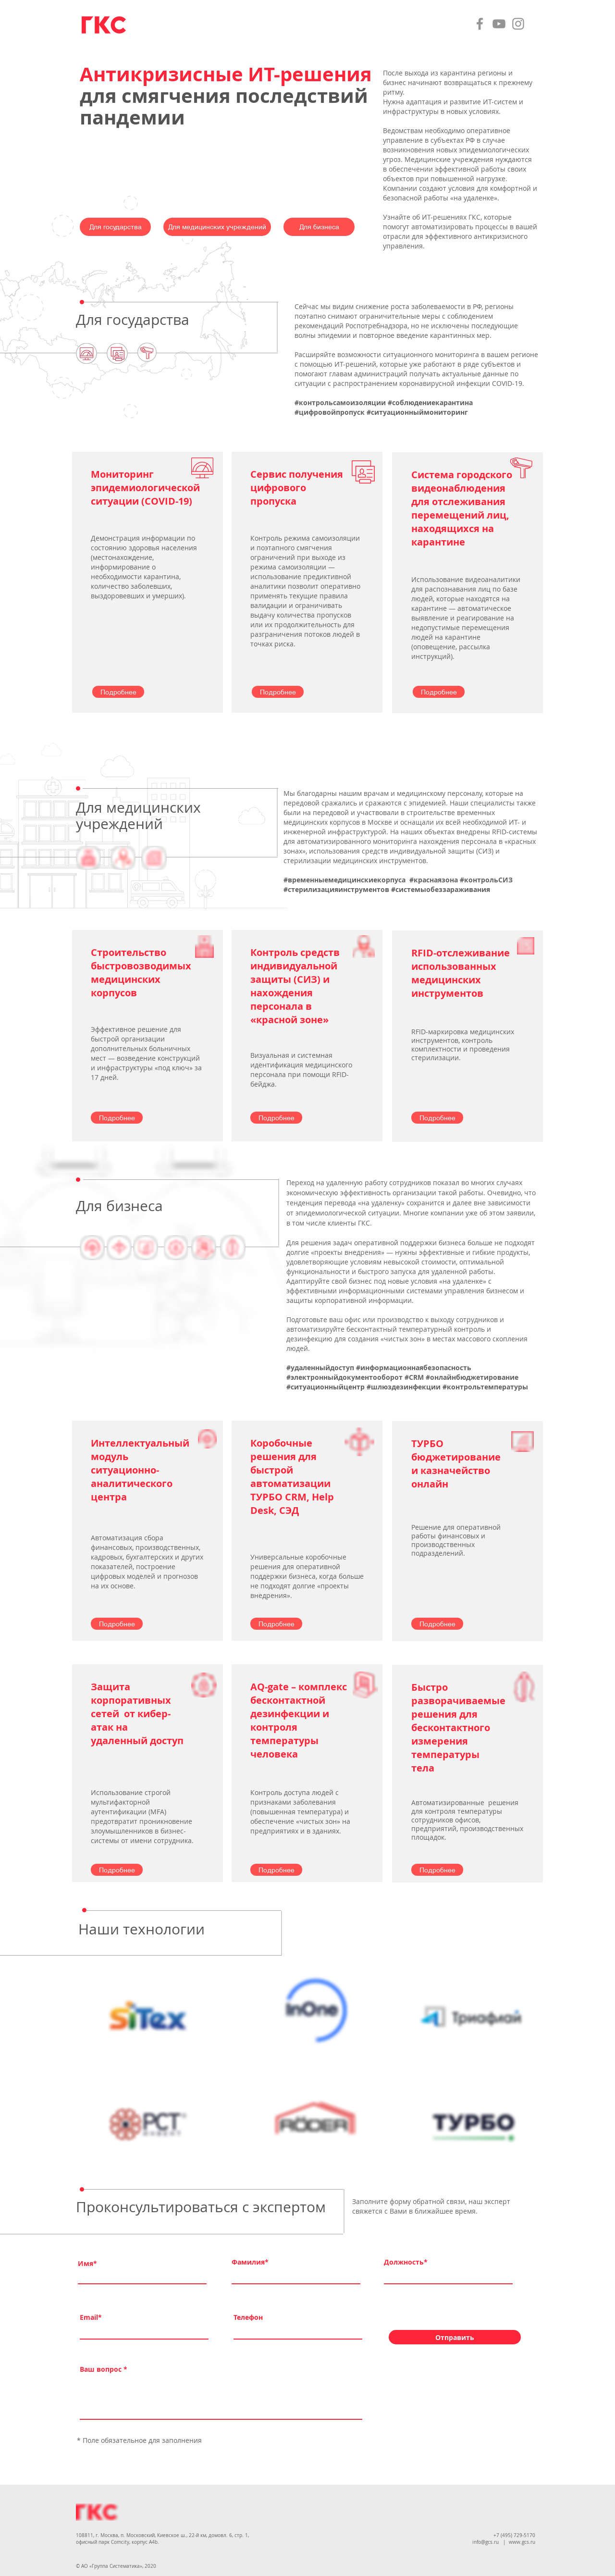 ГКС
Антикризисные ИТ-решения
для смягчения последствий
пандемии
После выхода из карантина регионы и
бизнес начинают возвращаться к прежнему
ритму.
Нужна адаптация и развитие ИТ-систем и
инфраструктуры в новых условиях.
Ведомствам необходимо оперативное
управление в субъектах РФ в случае
возникновения новых эпидемиологических
угроз. Медицинские учреждения нуждаются
в обеспечении эффективной работы своих
объектов при повышенной нагрузке.
Компании создают условия для комфортной и
безопасной работы «на удаленке».
Узнайте об ИТ-решениях ГКС, которые
помогут автоматизировать процессы в вашей
отрасли для эффективного антикризисного
управления.
Для государства
Для медицинских учреждений
Для бизнеса
Для государства
Сейчас мы видим снижение роста заболеваемости в РФ, регионы
поэтапно снимают ограничительные меры с соблюдением
рекомендаций Роспотребнадзора, но не исключены последующие
волны эпидемии и повторное введение карантинных мер.
Расширяйте возможности ситуационного мониторинга в вашем регионе
с помощью ИТ-решений, которые уже работают в ряде субъектов и
помогают главам администраций получать актуальные данные по
ситуации с распространением коронавирусной инфекции COVID-19.
#контрольсамоизоляции #соблюдениекарантина
#цифровойпропуск #ситуационныймониторинг
Мониторинг
эпидемиологической
ситуации (COVID-19)
Демонстрация информации по
состоянию здоровья населения
(местонахождение,
информирование о
необходимости карантина,
количество заболевших,
выздоровевших и умерших).
Подробнее
Сервис получения
цифрового
пропуска
Контроль режима самоизоляции
и поэтапного смягчения
ограничений при выходе из
режима самоизоляции —
использование предиктивной
аналитики позволит оперативно
применять текущие правила
валидации и ограничивать
выдачу количества пропусков
или их продолжительность для
разграничения потоков людей в
точках риска.
Подробнее
Система городского
видеонаблюдения
для отслеживания
перемещений лиц,
находящихся на
карантине
Использование видеоаналитики
для распознавания лиц по базе
людей, которые находятся на
карантине — автоматическое
выявление и реагирование на
недопустимые перемещения
людей на карантине
(оповещение, рассылка
инструкций).
Подробнее
Для медицинских
учреждений
Мы благодарны нашим врачам и медицинскому персоналу, которые на
передовой сражались и сражаются с эпидемией. Наши специалисты также
были на передовой и участвовали в строительстве временных
медицинских корпусов в Москве и оснащали их всей необходимой ИТ- и
инженерной инфраструктурой. На наших объектах внедрены RFID-системы
для автоматизированного мониторинга нахождения персонала в «красных
зонах», использования средств индивидуальной защиты (СИЗ) и
стерилизации медицинских инструментов.
#временныемедицинскиекорпуса #краснаязона #контрольСИЗ
#стерилизацияинструментов #системыобеззараживания
Строительство
быстровозводимых
медицинских
корпусов
Эффективное решение для
быстрой организации
дополнительных больничных
мест — возведение конструкций
и инфраструктуры «под ключ» за
17 дней.
Подробнее
Контроль средств
индивидуальной
защиты (СИЗ) и
нахождения
персонала в
«красной зоне»
Визуальная и системная
идентификация медицинского
персонала при помощи RFID-
бейджа.
Подробнее
RFID-отслеживание
использованных
медицинских
инструментов
RFID-маркировка медицинских
инструментов, контроль
комплектности и проведения
стерилизации.
Подробнее
Для бизнеса
Переход на удаленную работу сотрудников показал во многих случаях
экономическую эффективность организации такой работы. Очевидно, что
тенденция перевода «на удаленку» сохранится и далее вне зависимости
от эпидемиологической ситуации. Многие компании уже об этом заявили,
в том числе клиенты ГКС.
Для решения задач оперативной поддержки бизнеса больше не подходят
долгие «проекты внедрения» — нужны эффективные и гибкие продукты,
удовлетворяющие условиям невысокой стоимости, оптимальной
функциональности и быстрого запуска для удаленной работы.
Адаптируйте свой бизнес под новые условия «на удаленке» с
эффективными информационными системами управления бизнесом и
защиты корпоративной информации.
Подготовьте ваш офис или производство к выходу сотрудников и
автоматизируйте бесконтактный температурный контроль и
дезинфекцию для создания «чистых зон» в местах массового скопления
людей.
#удаленныйдоступ #информационнаябезопасность
#электронныйдокументооборот #CRM #онлайнбюджетирование
#ситуационныйцентр #шлюздезинфекции #контрольтемпературы
Интеллектуальный
модуль
ситуационно-
аналитического
центра
Автоматизация сбора
финансовых, производственных,
кадровых, бухгалтерских и других
показателей, построение
цифровых моделей и прогнозов
на их основе.
Подробнее
Коробочные
решения для
быстрой
автоматизации
ТУРБО CRM, Help
Desk, СЭД
Универсальные коробочные
решения для оперативной
поддержки бизнеса, когда больше
не подходят долгие «проекты
внедрения».
Подробнее
ТУРБО
бюджетирование
и казначейство
онлайн
Решение для оперативной
работы финансовых и
производственных
подразделений.
Подробнее
Защита
корпоративных
сетей от кибер-
атак на
удаленный доступ
Использование строгой
мультифакторной
аутентификации (MFA)
предотвратит проникновение
злоумышленников в бизнес-
системы от имени сотрудника.
Подробнее
AQ-gate – комплекс
бесконтактной
дезинфекции и
контроля
температуры
человека
Контроль доступа людей с
признаками заболевания
(повышенная температура) и
обеспечение «чистых зон» на
предприятиях и в зданиях.
Подробнее
Быстро
разворачиваемые
решения для
бесконтактного
измерения
температуры
тела
Автоматизированные решения
для контроля температуры
сотрудников офисов,
предприятий, производственных
площадок.
Подробнее
Наши технологии
SiTex
InOne
Триафлай
РСТ
ИНВЕНТ
RÖDER
ТУРБО
Проконсультироваться с экспертом
Заполните форму обратной связи, наш эксперт
свяжется с Вами в ближайшее время.
Имя*
Фамилия*
Должность*
Email*
Телефон
Отправить
Ваш вопрос *
* Поле обязательное для заполнения
ГКС
108811, г. Москва, п. Московский, Киевское ш., 22-й км, домовл. 6, стр. 1,
офисный парк Comcity, корпус А4Б
+7 (495) 729-5170
info@gcs.ru | www.gcs.ru
© АО «Группа Систематика», 2020